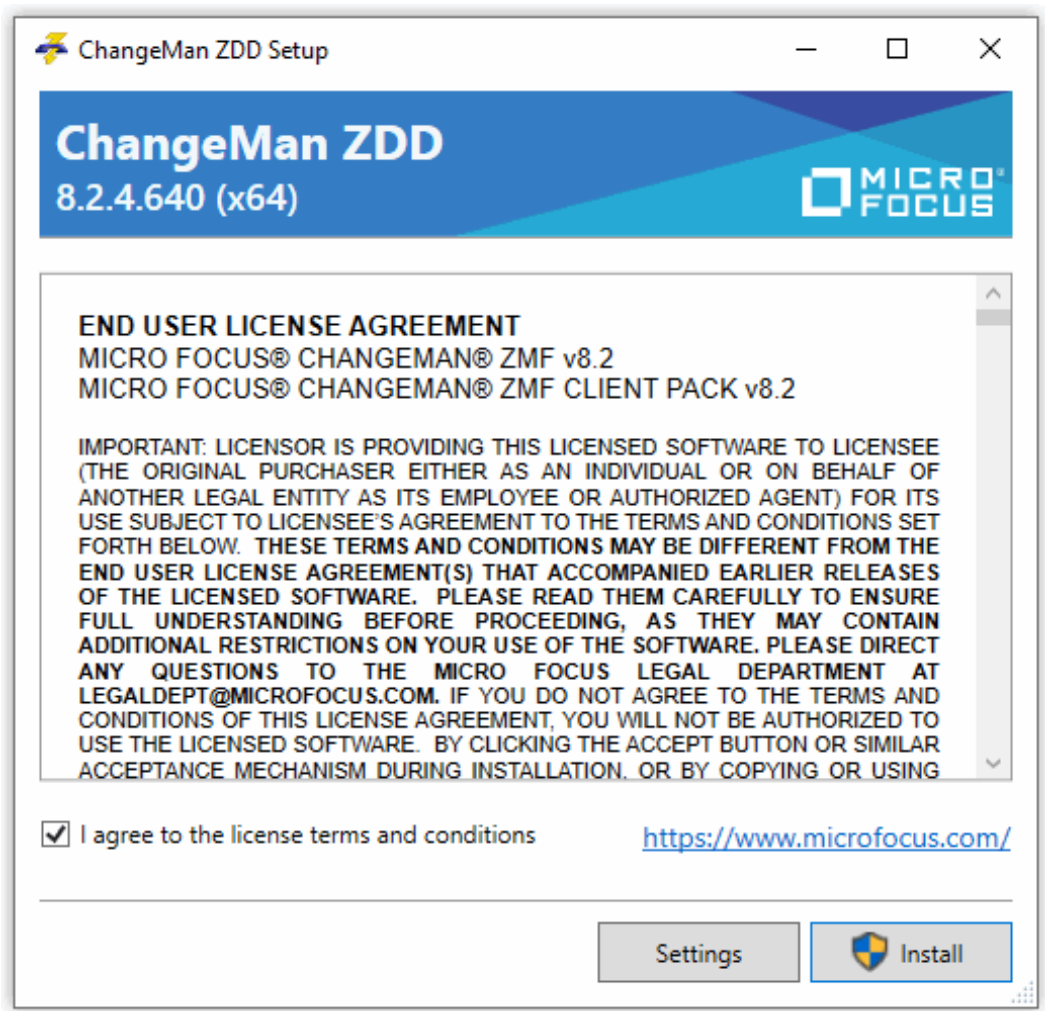 ChangeMan ZDD Setup
ChangeMan ZDD
8.2.4.640 (x64)
MICRO
FOCUS
END USER LICENSE AGREEMENT
MICRO FOCUS® CHANGEMAN® ZMF v8.2
MICRO FOCUS® CHANGEMAN® ZMF CLIENT PACK v8.2
IMPORTANT: LICENSOR IS PROVIDING THIS LICENSED SOFTWARE TO LICENSEE
(THE ORIGINAL PURCHASER EITHER AS AN INDIVIDUAL OR ON BEHALF OF
ANOTHER LEGAL ENTITY AS ITS EMPLOYEE OR AUTHORIZED AGENT) FOR ITS
USE SUBJECT TO LICENSEE'S AGREEMENT TO THE TERMS AND CONDITIONS SET
FORTH BELOW. THESE TERMS AND CONDITIONS MAY BE DIFFERENT FROM THE
END USER LICENSE AGREEMENT(S) THAT ACCOMPANIED EARLIER RELEASES
OF THE LICENSED SOFTWARE. PLEASE READ THEM CAREFULLY TO ENSURE
FULL UNDERSTANDING BEFORE PROCEEDING, AS THEY MAY CONTAIN
ADDITIONAL RESTRICTIONS ON YOUR USE OF THE SOFTWARE. PLEASE DIRECT
ANY QUESTIONS TO THE MICRO FOCUS LEGAL DEPARTMENT AT
LEGALDEPT@MICROFOCUS.COM. IF YOU DO NOT AGREE TO THE TERMS AND
CONDITIONS OF THIS LICENSE AGREEMENT, YOU WILL NOT BE AUTHORIZED TO
USE THE LICENSED SOFTWARE. BY CLICKING THE ACCEPT BUTTON OR SIMILAR
ACCEPTANCE MECHANISM DURING INSTALLATION, OR BY COPYING OR USING
I agree to the license terms and conditions
https://www.microfocus.com/
Settings
Install